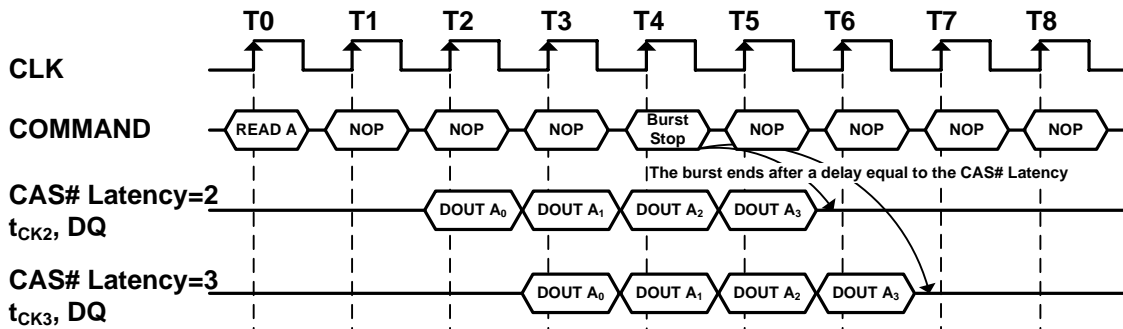 T0 T1 T2 T3 T4 T5 T6 T7 T8
CLK
COMMAND READ A NOP NOP NOP Burst Stop NOP NOP NOP NOP
The burst ends after a delay equal to the CAS# Latency
CAS# Latency=2
tCK2, DQ DOUT A0 DOUT A1 DOUT A2 DOUT A3
CAS# Latency=3
tCK3, DQ DOUT A0 DOUT A1 DOUT A2 DOUT A3